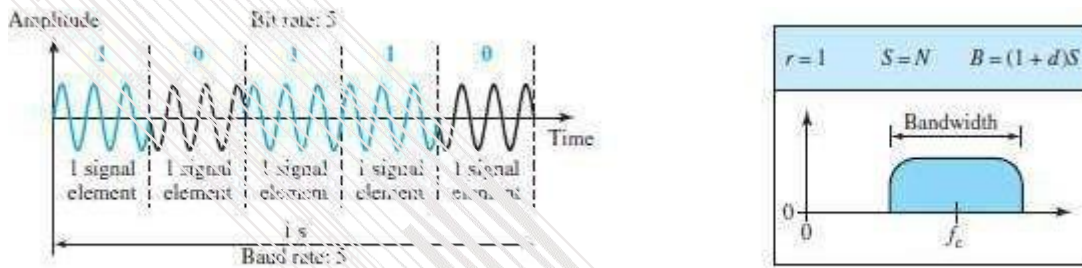 Amplitude
Bit rate: 5
1 0 1 1 0
Time
1 signal element
1 signal element
1 signal element
1 signal element
1 signal element
1 s
Baud rate: 5
r = 1 S = N B = (1 + d)S
Bandwidth
0
0
f_c